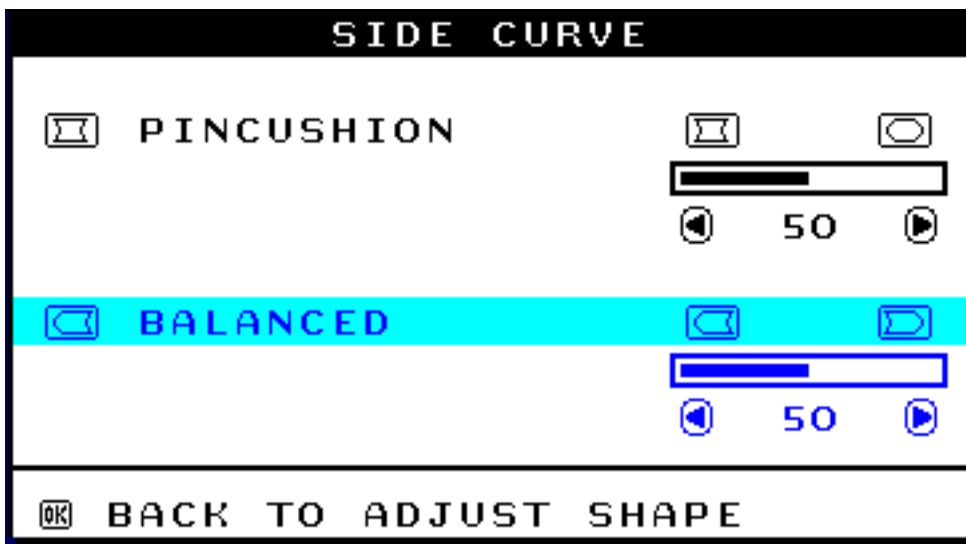 SIDE CURVE
PINCUSHION
50
BALANCED
50
OK BACK TO ADJUST SHAPE